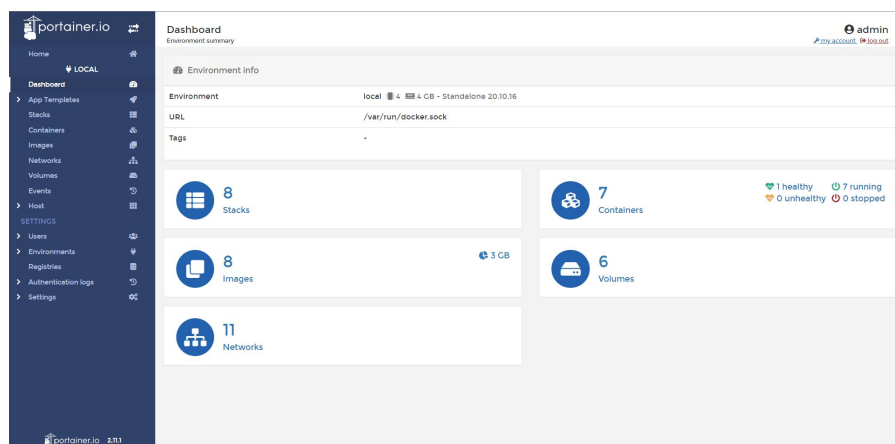 portainer.io
Home
LOCAL
Dashboard
App Templates
Stacks
Containers
Images
Networks
Volumes
Events
Host
SETTINGS
Users
Environments
Registries
Authentication logs
Settings
portainer.io 2.11.1
Dashboard
Environment summary
admin
my account log out
Environment info
Environment local 4 4 GB - Standalone 20.10.16
URL /var/run/docker.sock
Tags -
8
Stacks
7
Containers
1 healthy 7 running
0 unhealthy 0 stopped
8
Images
3 GB
6
Volumes
11
Networks